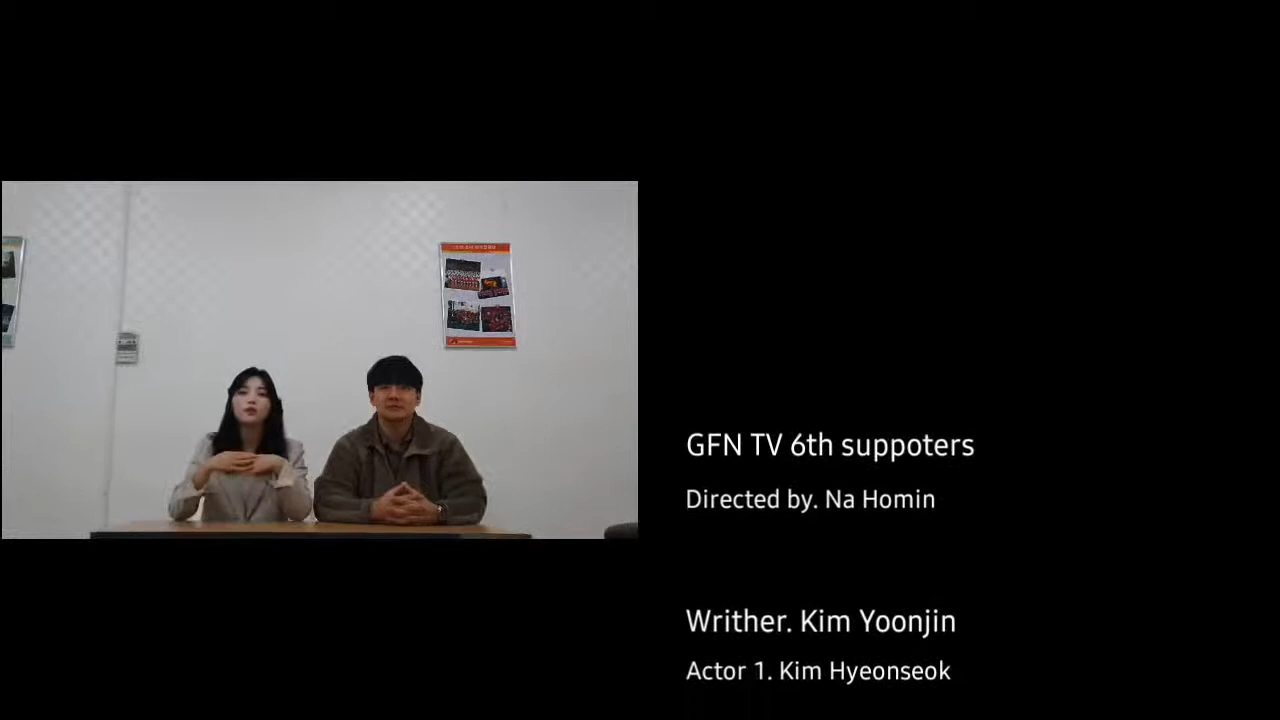 GFN TV 6th suppoters
Directed by. Na Homin
Writher. Kim Yoonjin
Actor 1. Kim Hyeonseok